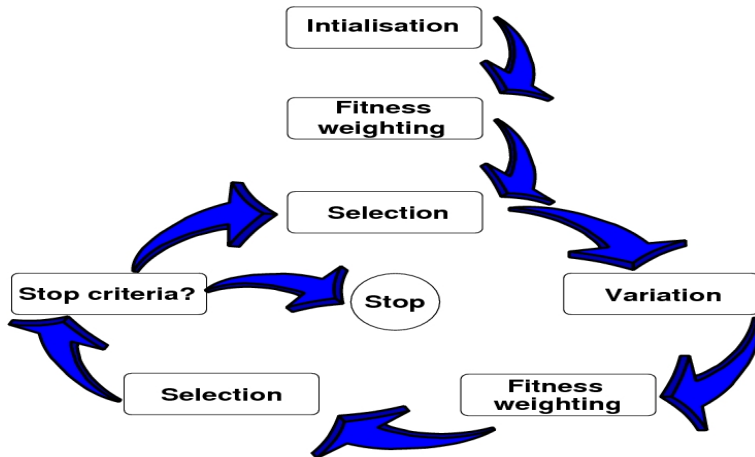 Intialisation
Fitness
weighting
Selection
Stop criteria?
Stop
Variation
Selection
Fitness
weighting